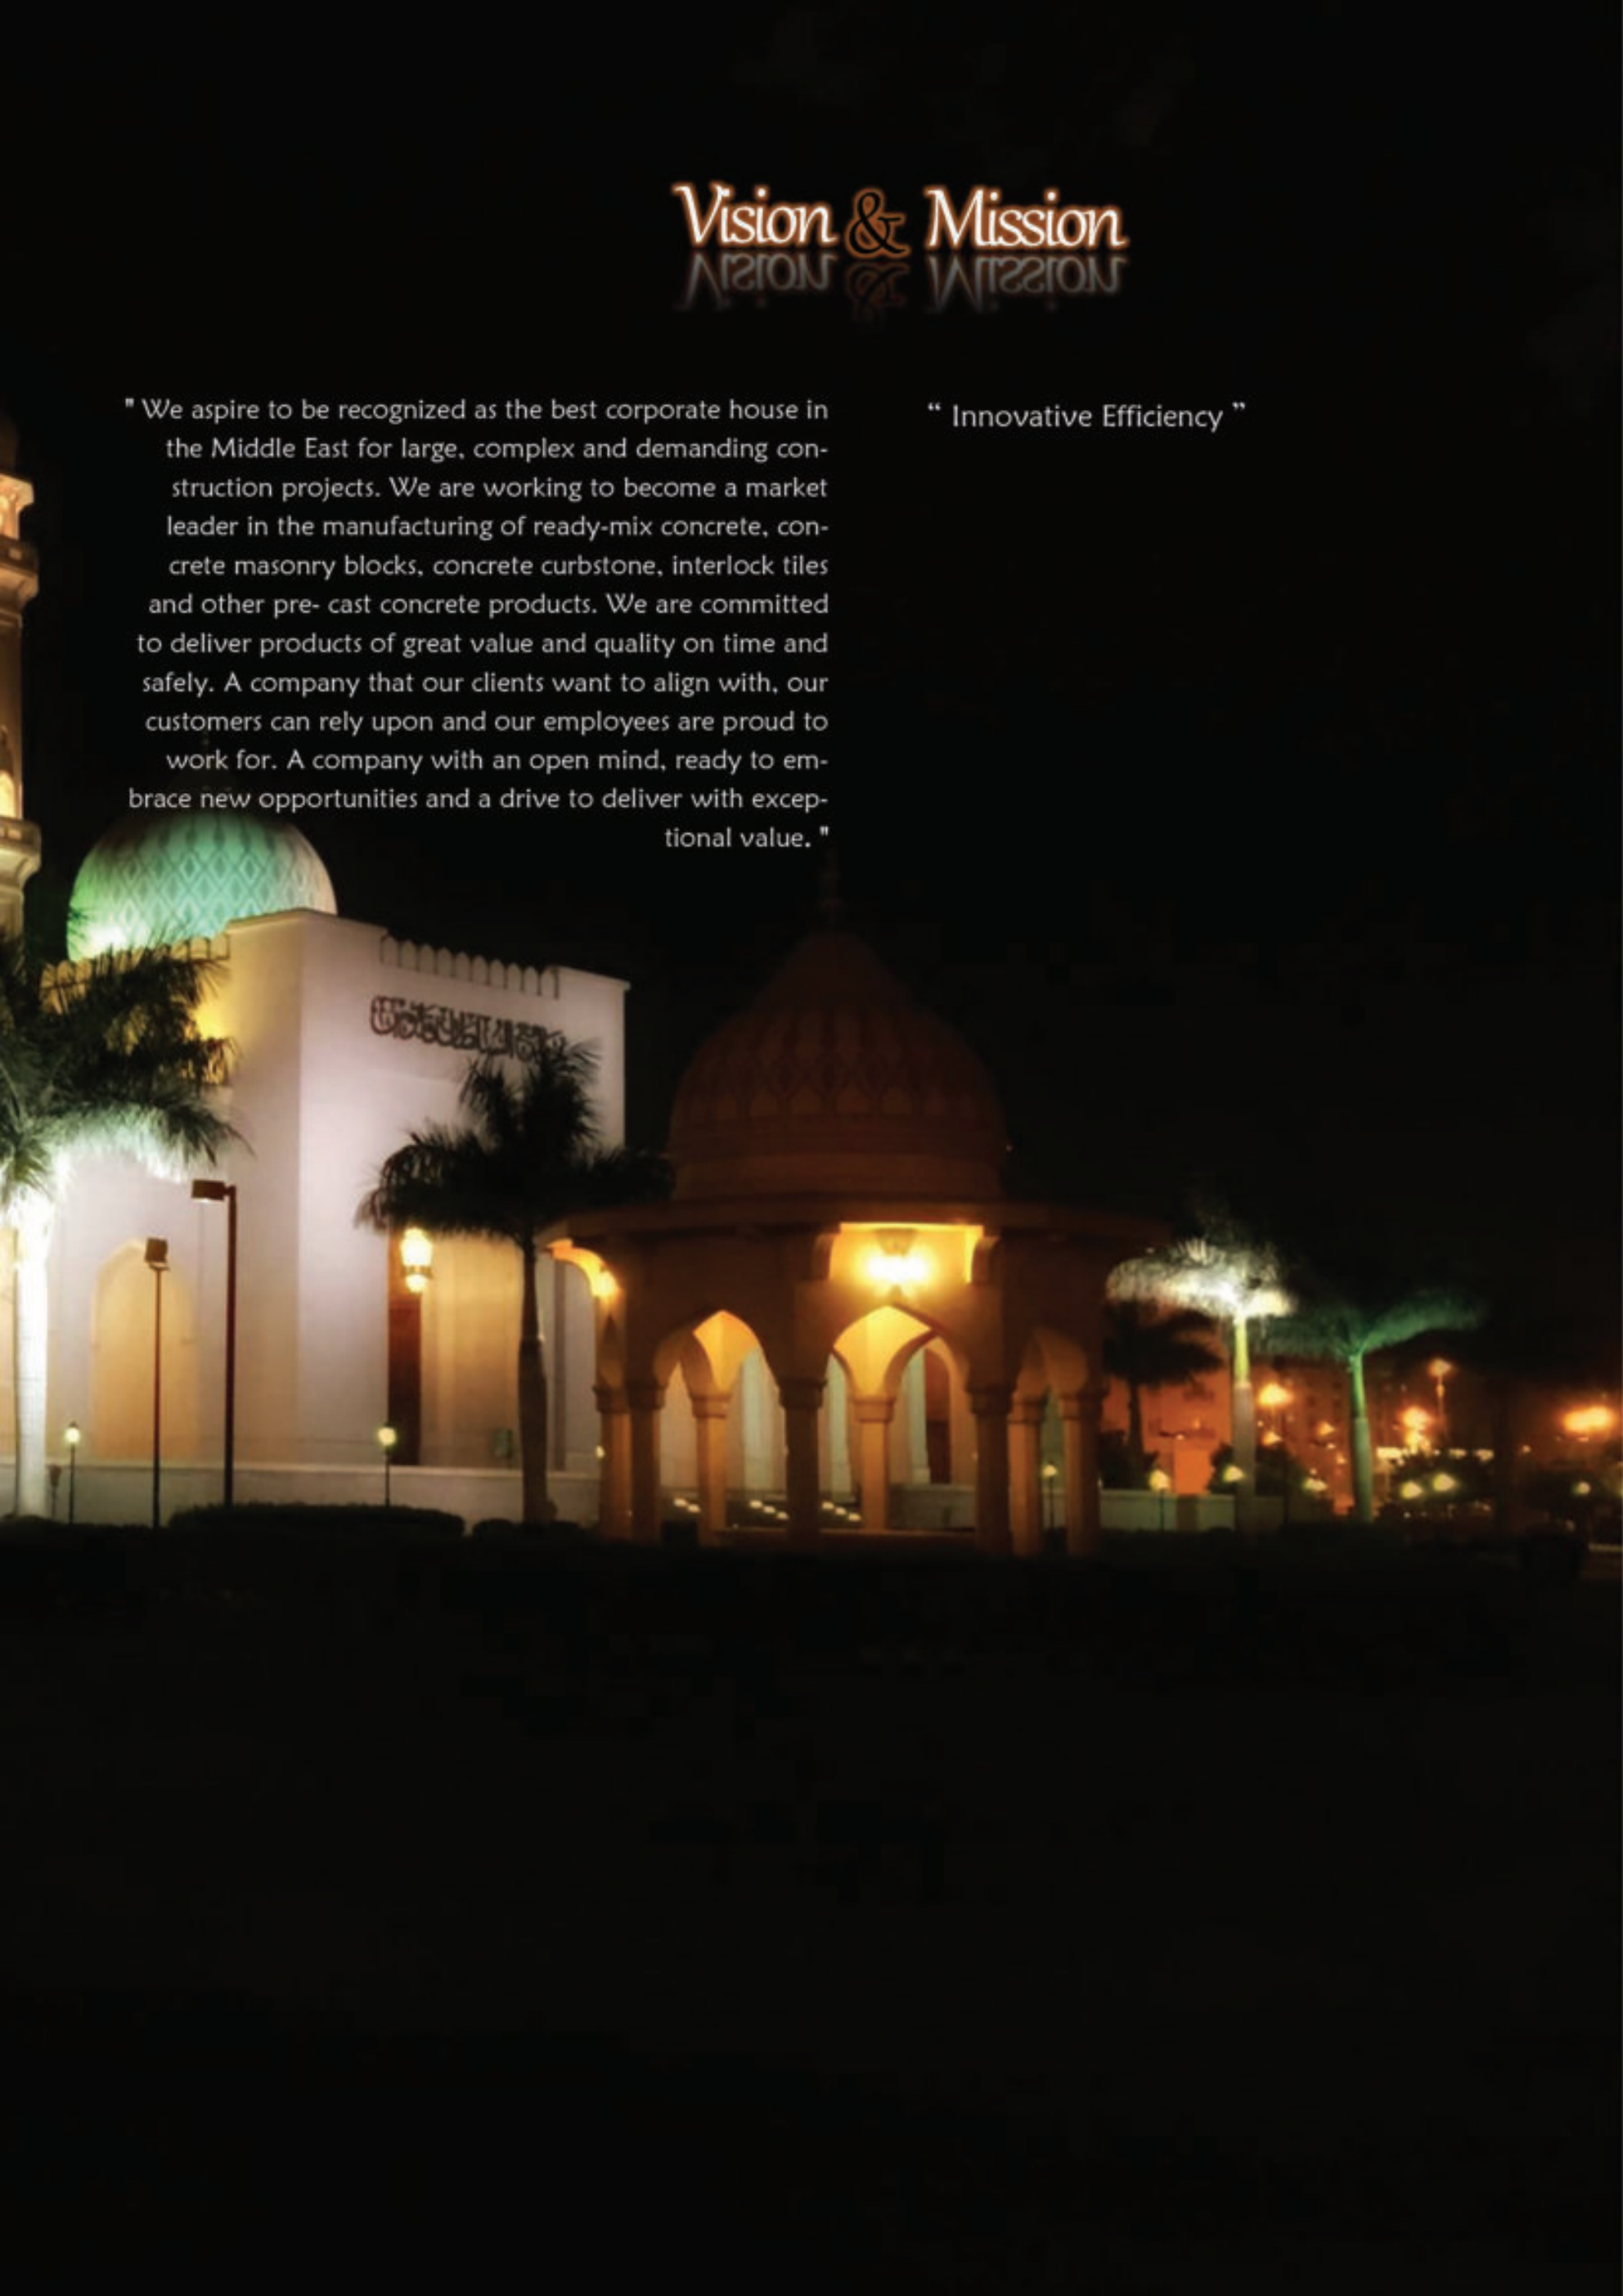 Vision & Mission
" We aspire to be recognized as the best corporate house in
the Middle East for large, complex and demanding con-
struction projects. We are working to become a market
leader in the manufacturing of ready-mix concrete, con-
crete masonry blocks, concrete curbstone, interlock tiles
and other pre- cast concrete products. We are committed
to deliver products of great value and quality on time and
safely. A company that our clients want to align with, our
customers can rely upon and our employees are proud to
work for. A company with an open mind, ready to em-
brace new opportunities and a drive to deliver with excep-
tional value. "
“ Innovative Efficiency ”